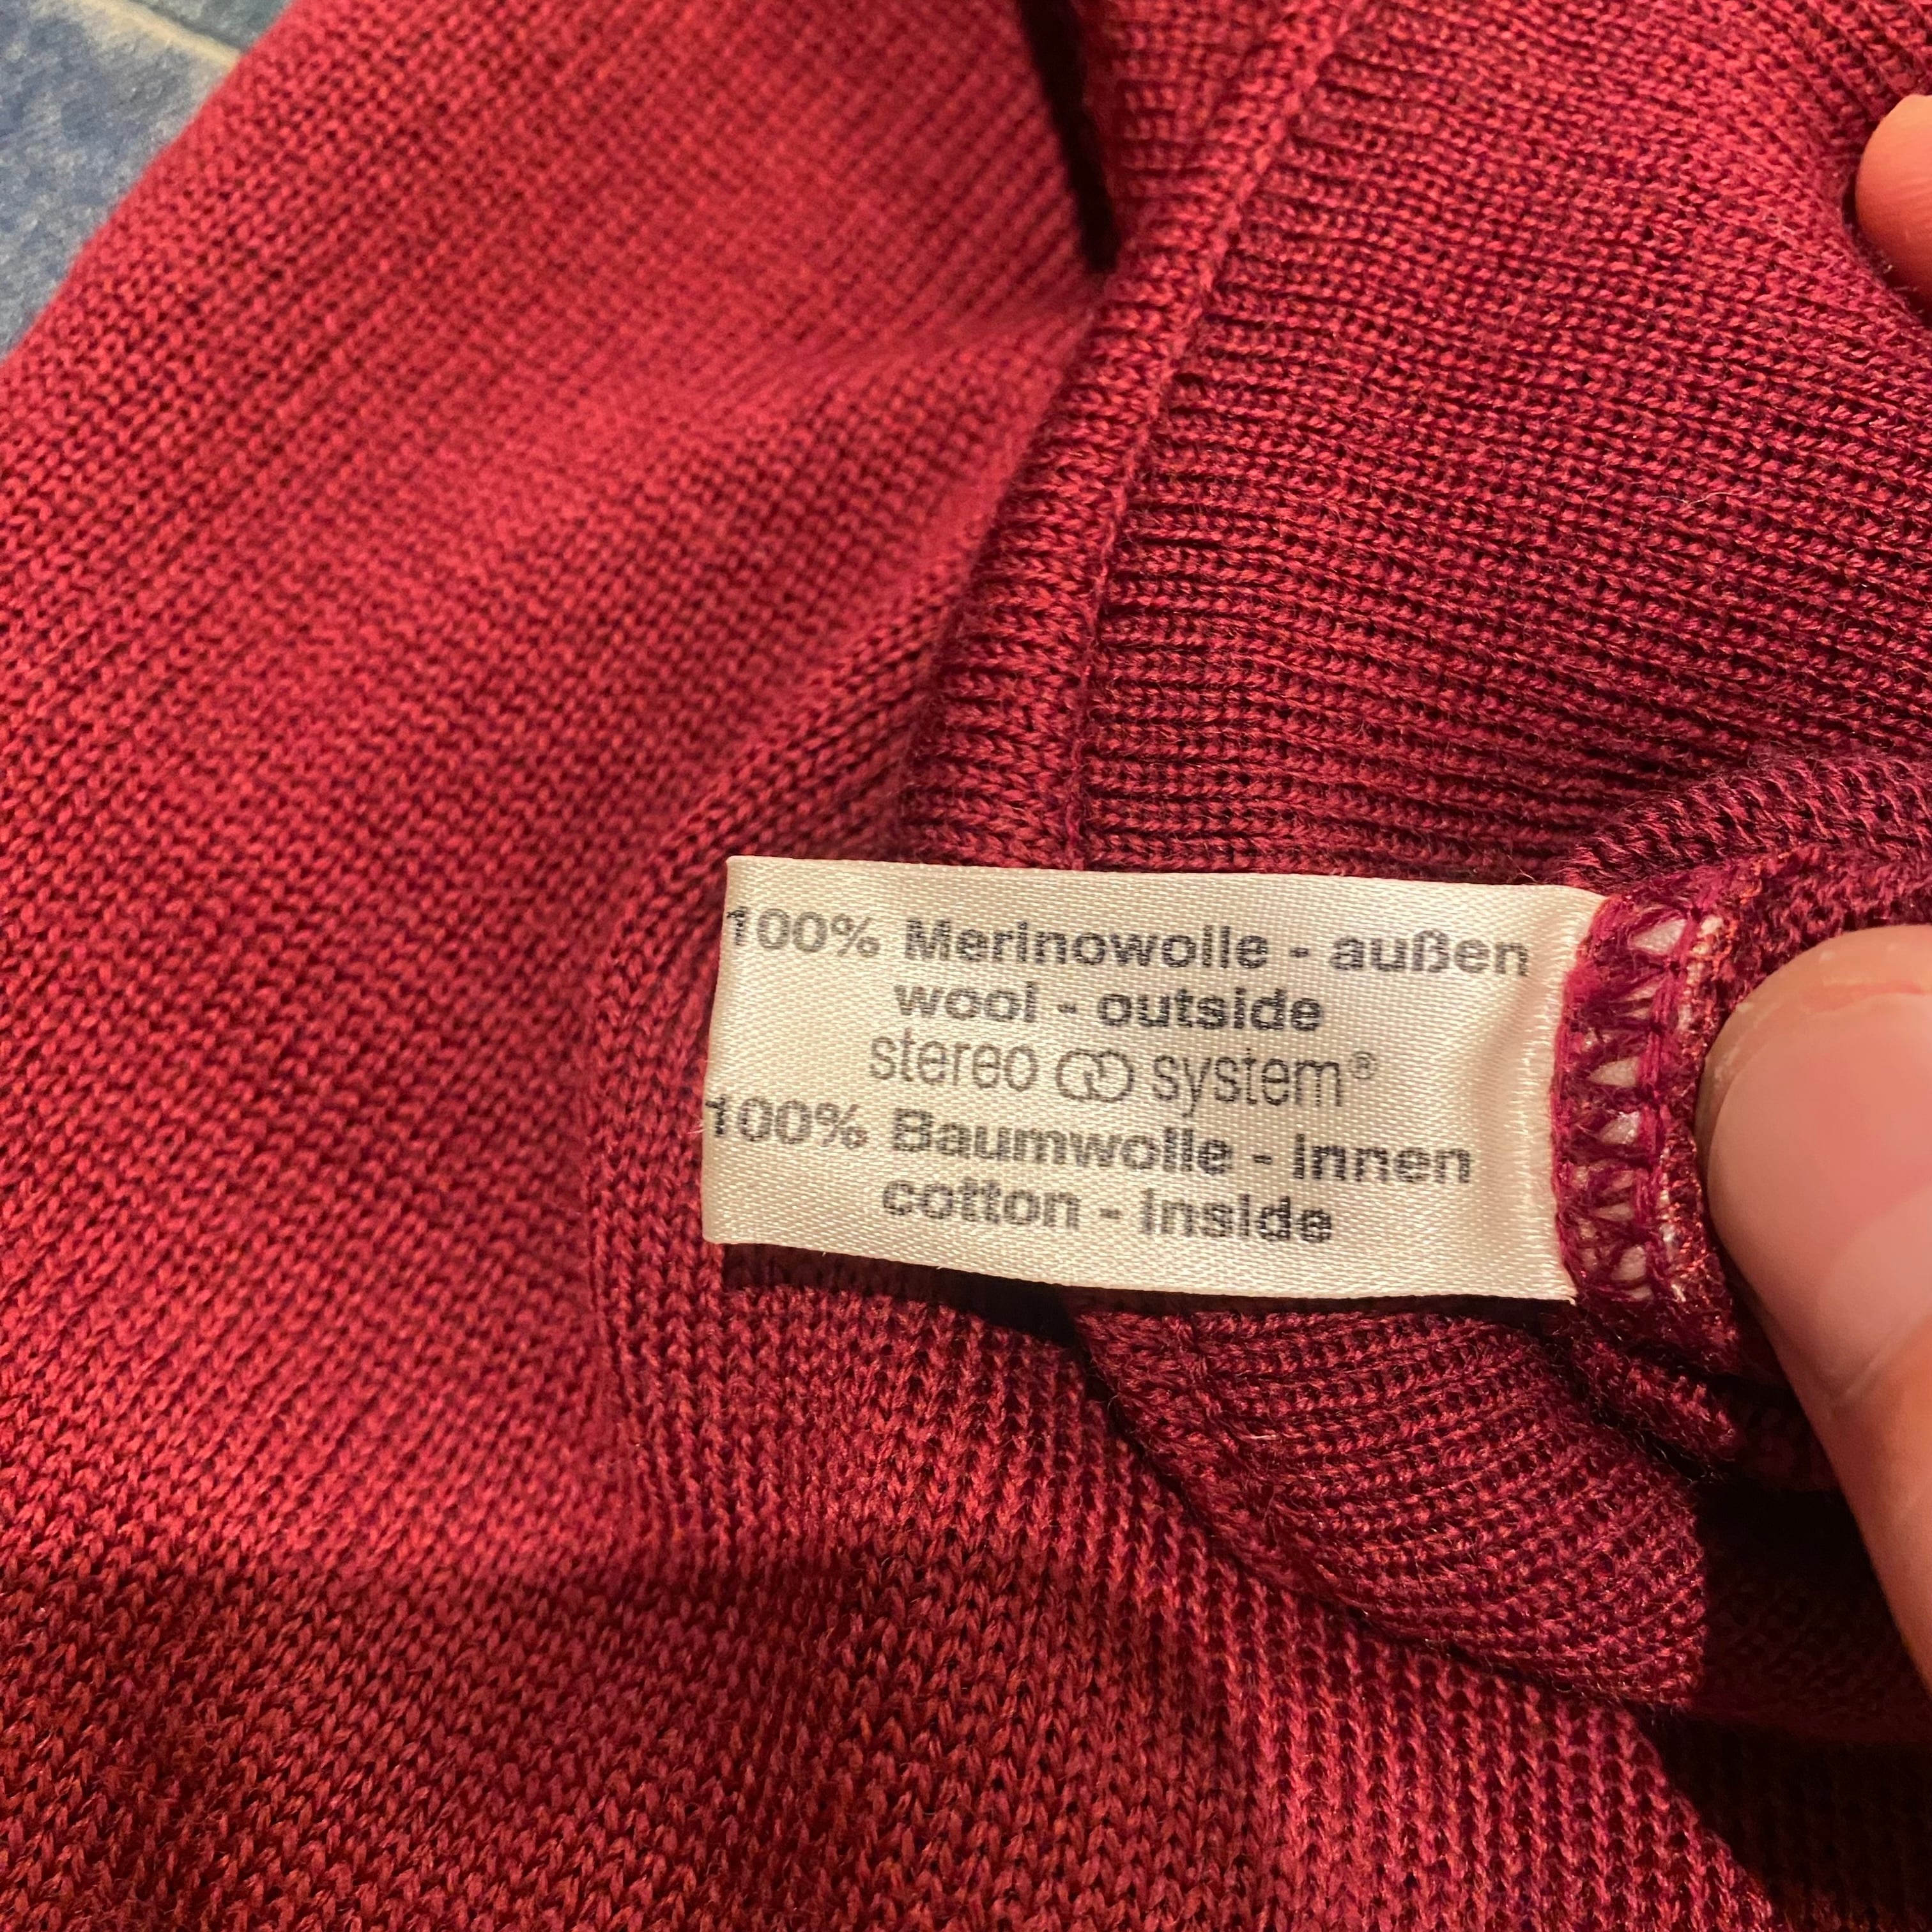 100% Merinowolle - außen
wool - outside
stereo system®
100% Baumwolle - innen
cotton - inside